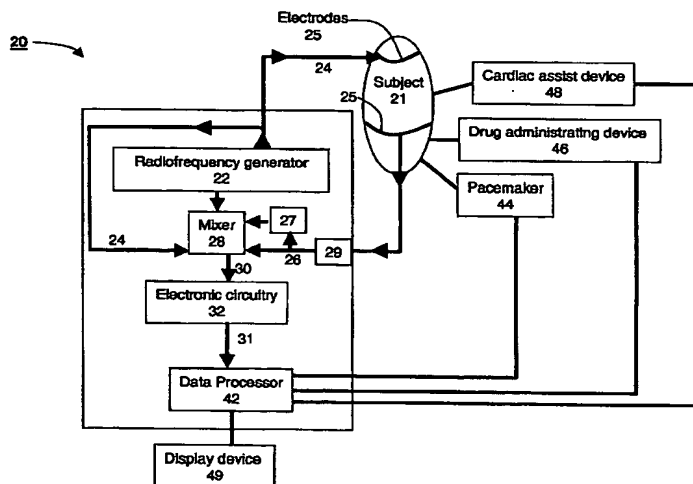 20
Electrodes
25
24
Subject
21
25
Cardiac assist device
48
Drug administrating device
46
Pacemaker
44
Radiofrequency generator
22
27
Mixer
28
24
26
29
30
Electronic circuitry
32
31
Data Processor
42
Display device
49